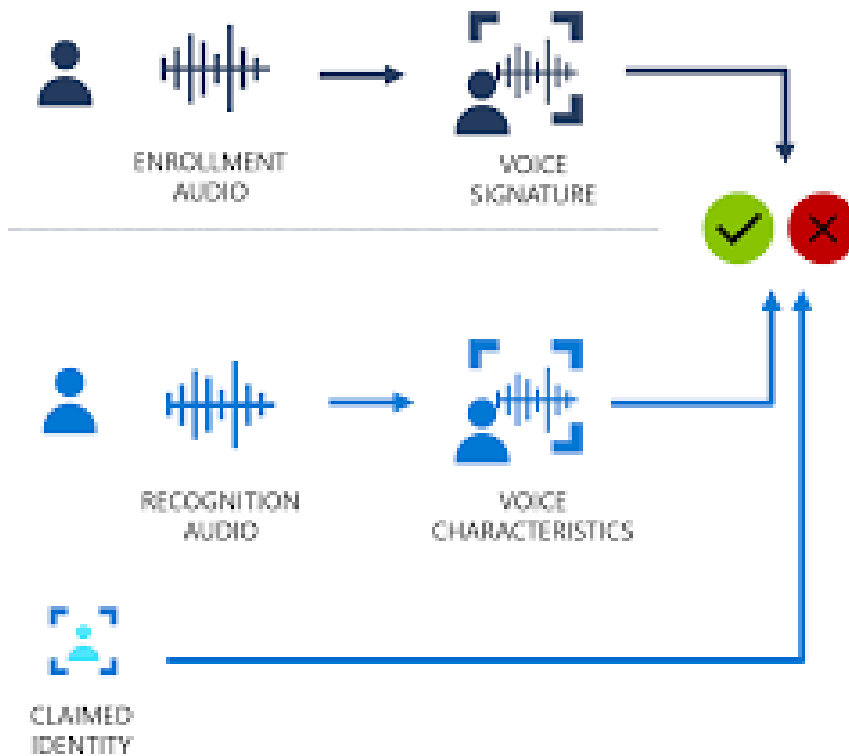 ENROLLMENT
AUDIO
VOICE
SIGNATURE
RECOGNITION
AUDIO
VOICE
CHARACTERISTICS
CLAIMED
IDENTITY